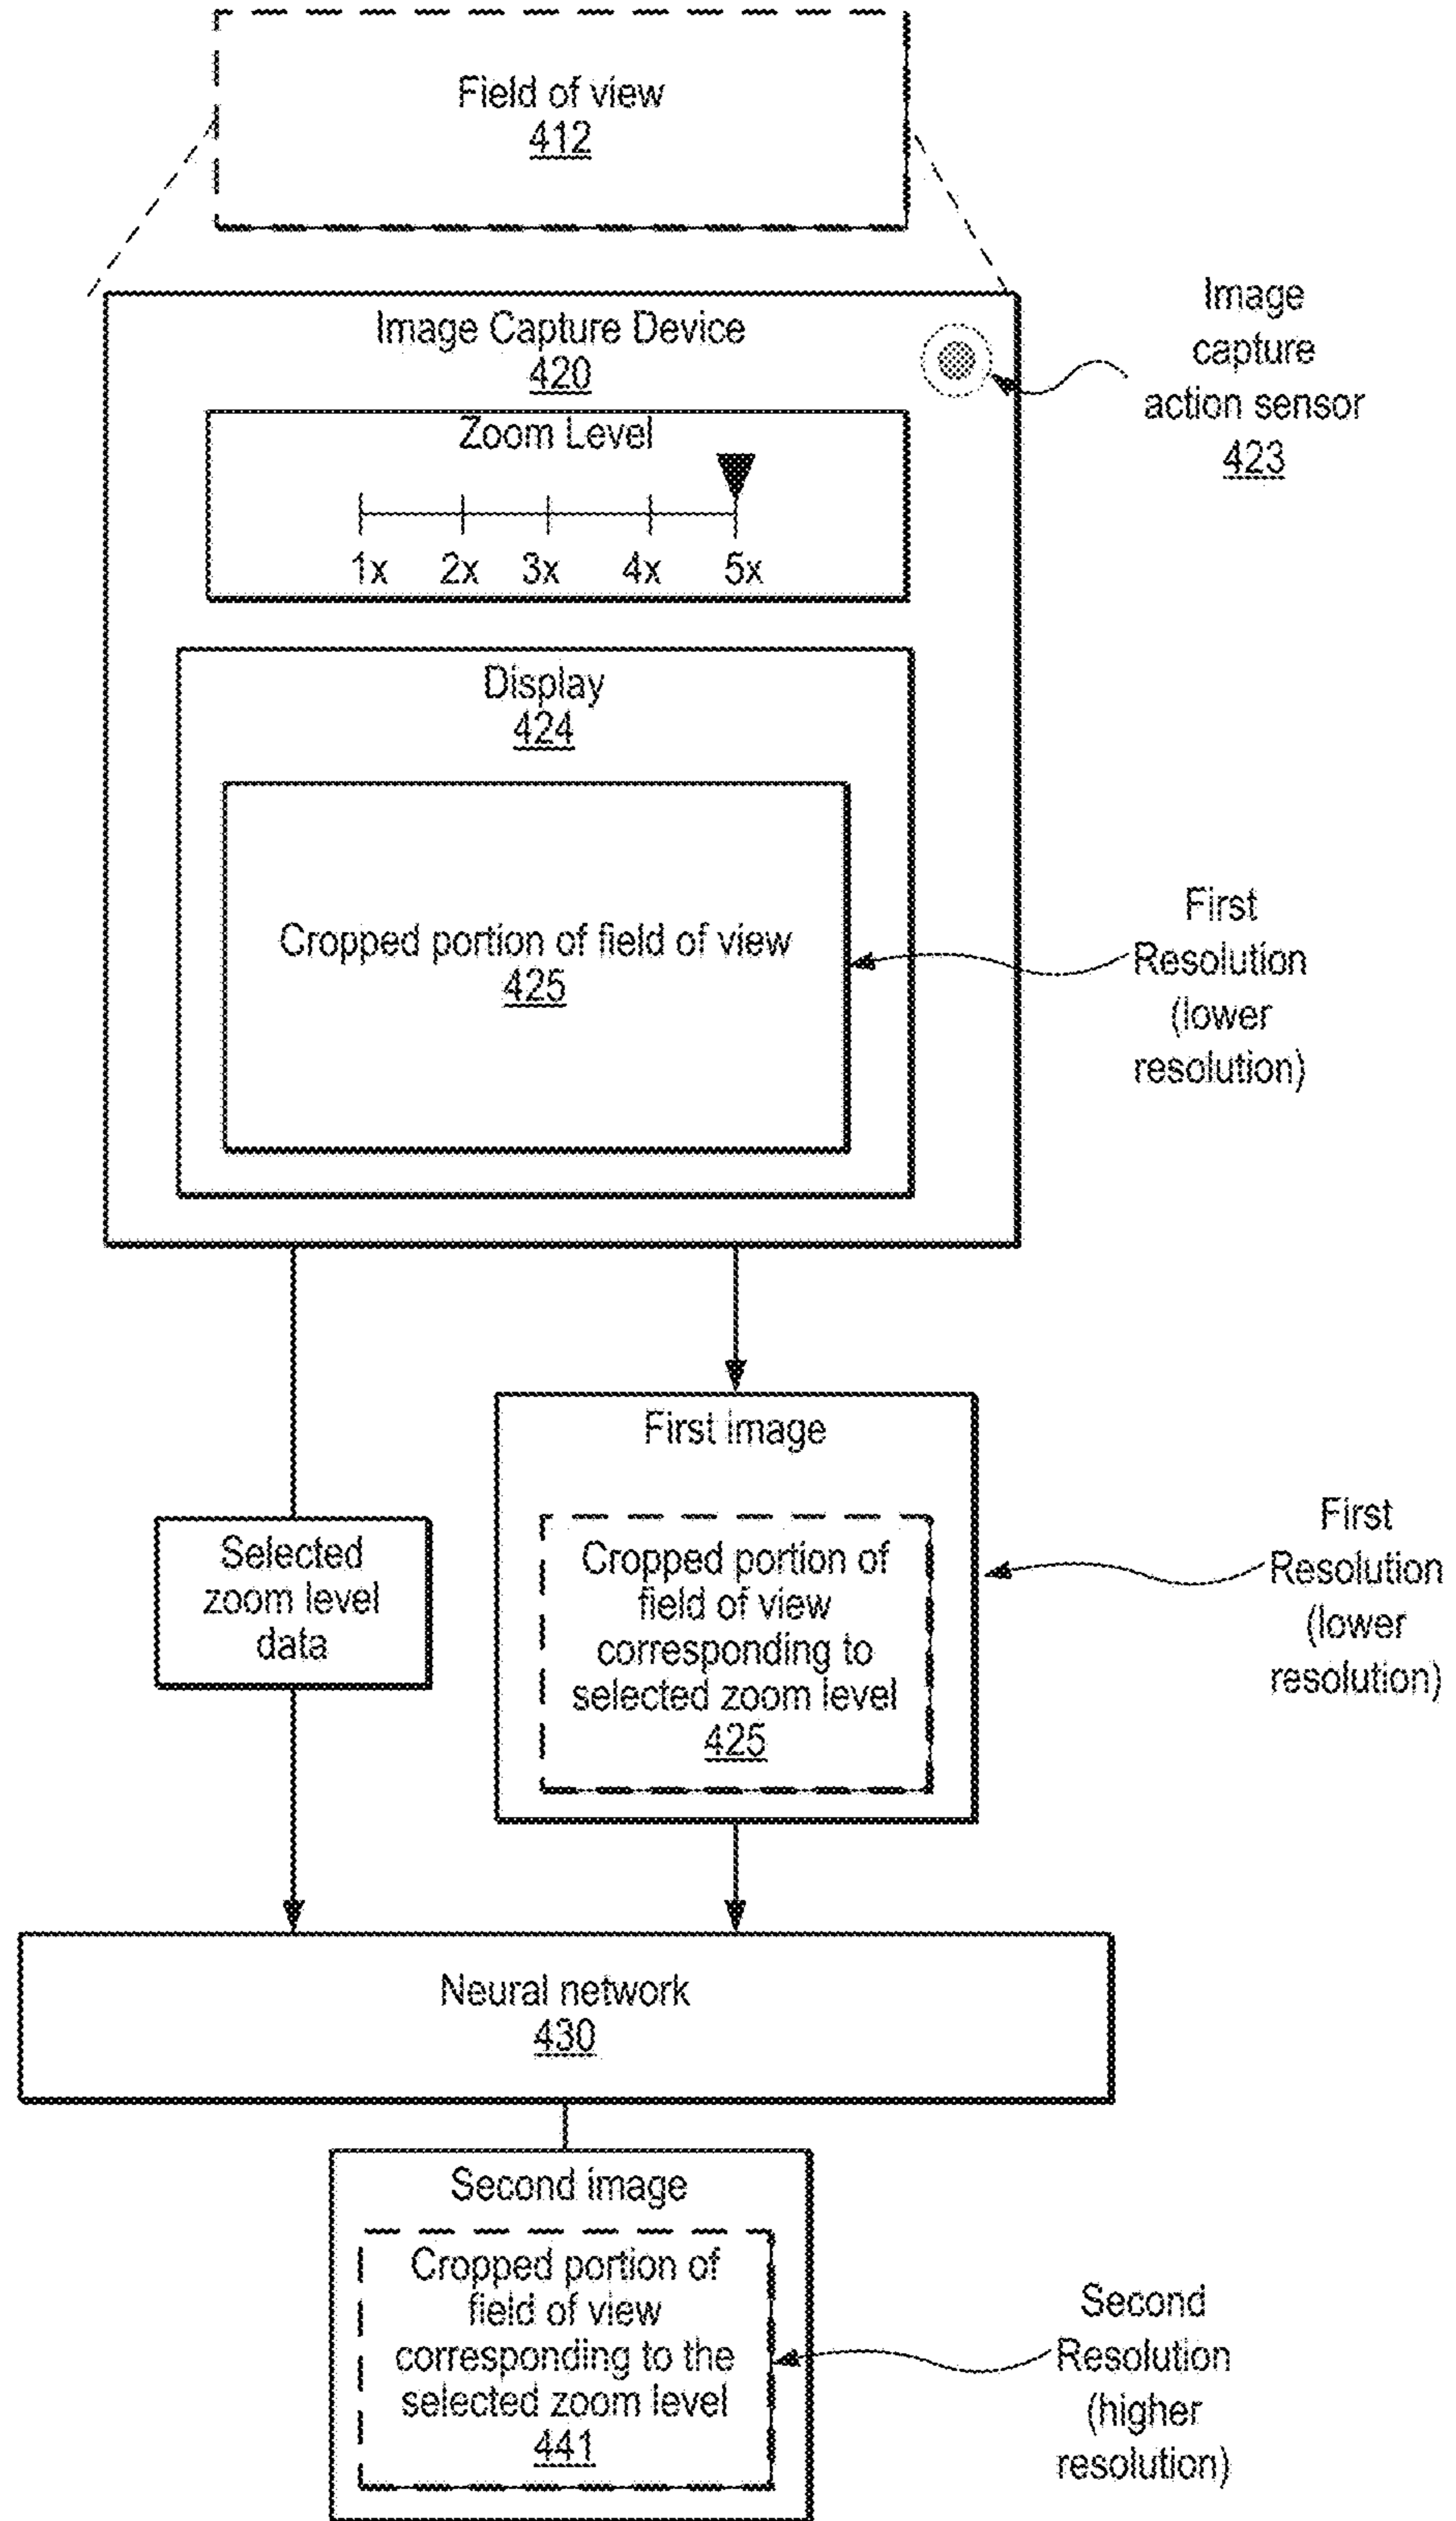 Field of view
412
Image Capture Device
420
Image
capture
action sensor
423
Zoom Level
1x 2x 3x 4x 5x
Display
424
Cropped portion of field of view
425
First
Resolution
(lower
resolution)
First image
Cropped portion of
field of view
corresponding to
selected zoom level
425
First
Resolution
(lower
resolution)
Selected
zoom level
data
Neural network
430
Second image
Cropped portion of
field of view
corresponding to the
selected zoom level
441
Second
Resolution
(higher
resolution)